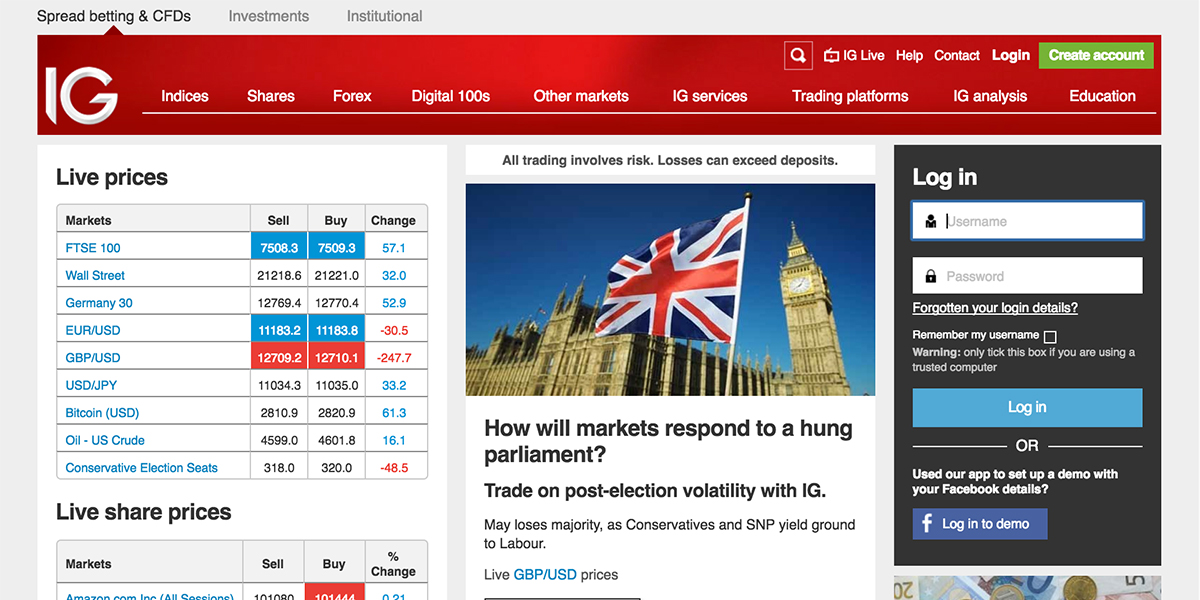 Spread betting & CFDs Investments Institutional
IG Live Help Contact Login Create account
IG
Indices Shares Forex Digital 100s Other markets IG services Trading platforms IG analysis Education
Live prices
Markets Sell Buy Change
FTSE 100 7508.3 7509.3 57.1
Wall Street 21218.6 21221.0 32.0
Germany 30 12769.4 12770.4 52.9
EUR/USD 11183.2 11183.8 -30.5
GBP/USD 12709.2 12710.1 -247.7
USD/JPY 11034.3 11035.0 33.2
Bitcoin (USD) 2810.9 2820.9 61.3
Oil - US Crude 4599.0 4601.8 16.1
Conservative Election Seats 318.0 320.0 -48.5
Live share prices
Markets Sell Buy % Change
Amazon.com Inc (All Sessions) 101080 101444 0.21
All trading involves risk. Losses can exceed deposits.
How will markets respond to a hung
parliament?
Trade on post-election volatility with IG.
May loses majority, as Conservatives and SNP yield ground
to Labour.
Live GBP/USD prices
Log in
Username
Password
Forgotten your login details?
Remember my username
Warning: only tick this box if you are using a
trusted computer
Log in
OR
Used our app to set up a demo with
your Facebook details?
f Log in to demo